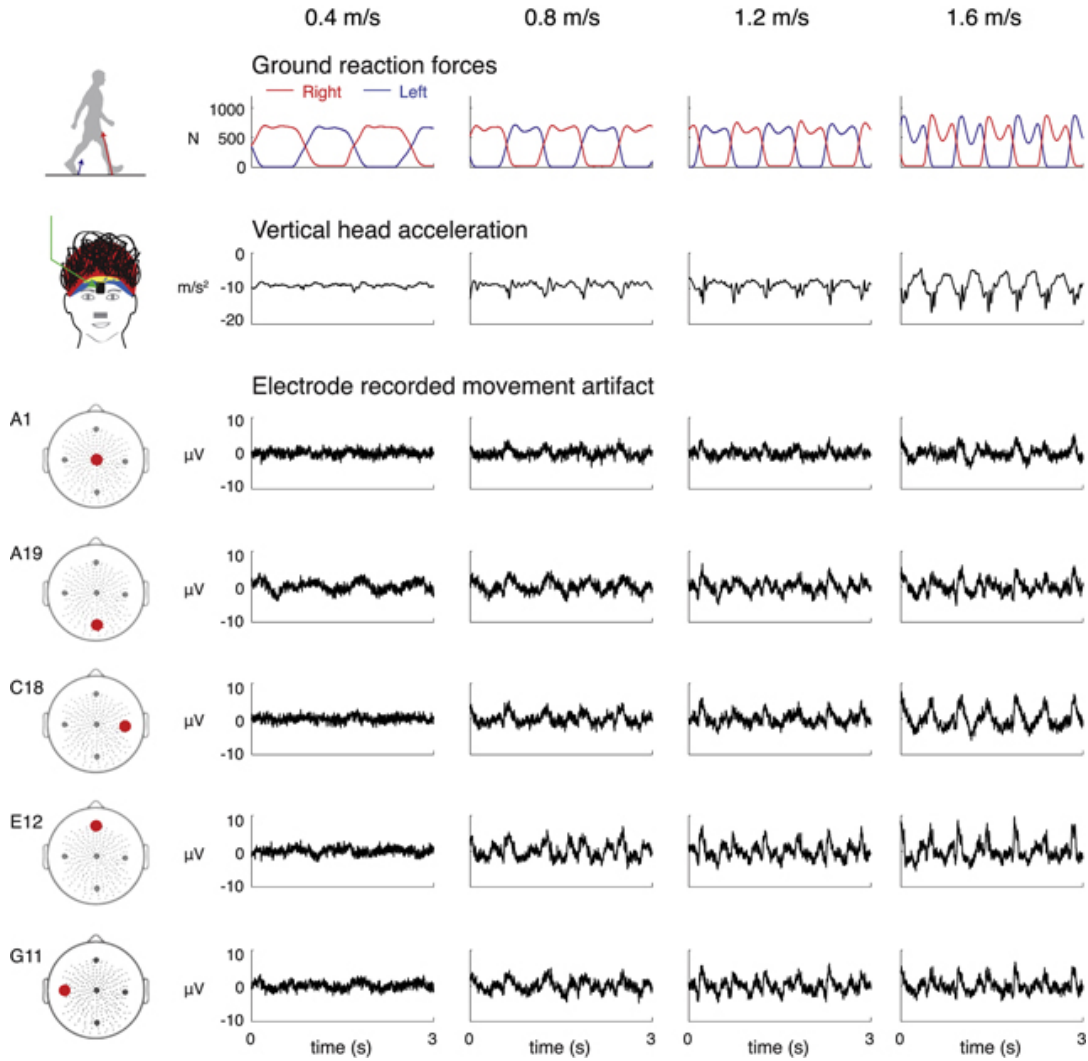 0.4 m/s 0.8 m/s 1.2 m/s 1.6 m/s
Ground reaction forces
Right Left
1000
N 500
0
Vertical head acceleration
0
m/s² -10
-20
Electrode recorded movement artifact
A1
10
µV 0
-10
A19
10
µV 0
-10
C18
10
µV 0
-10
E12
10
µV 0
-10
G11
10
µV 0
-10
0 3 0 3 0 3 0 3
time (s) time (s) time (s) time (s)